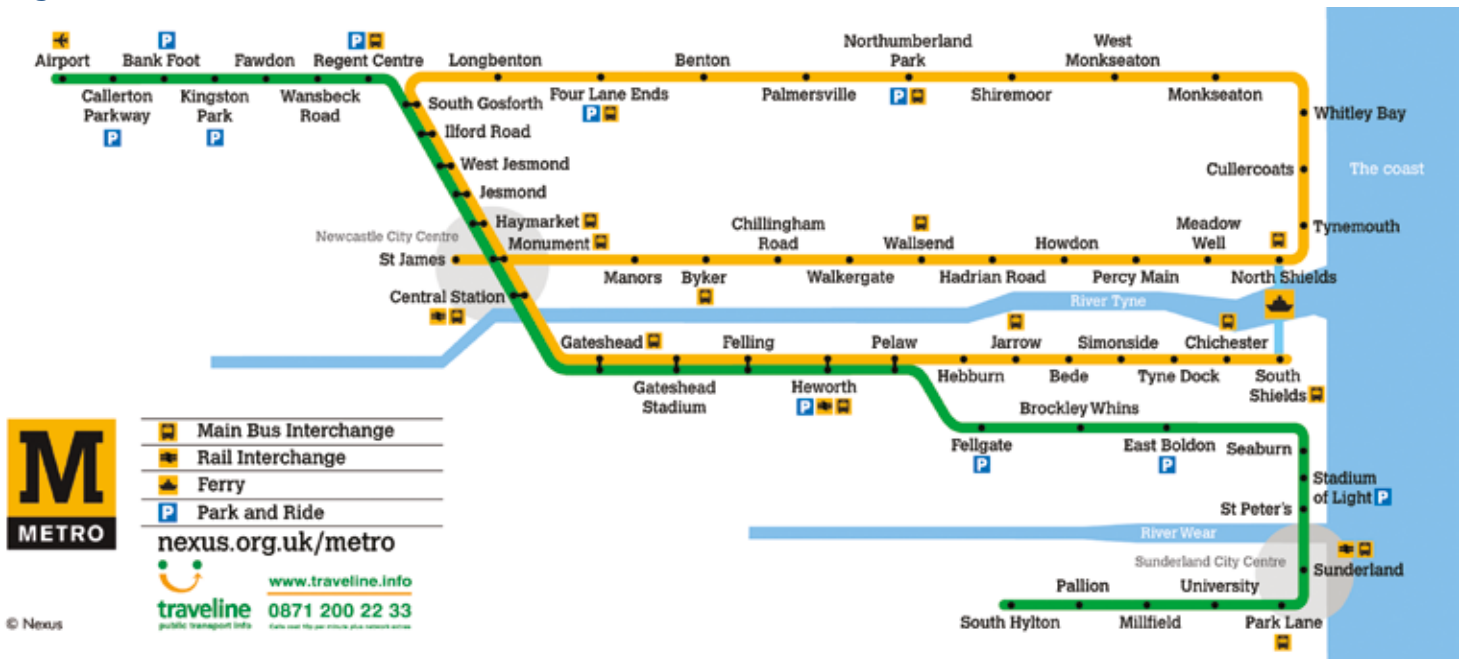 Airport
Bank Foot
Fawdon
Regent Centre
Callerton
Parkway
Kingston
Park
Wansbeck
Road
Longbenton
Four Lane Ends
Benton
Palmersville
Northumberland
Park
Shiremoor
West
Monkseaton
Monkseaton
Whitley Bay
Cullercoats
The coast
Tynemouth
South Gosforth
Ilford Road
West Jesmond
Jesmond
Haymarket
Newcastle City Centre
Monument
St James
Central Station
Manors
Byker
Chillingham
Road
Walkergate
Wallsend
Hadrian Road
Howdon
Percy Main
Meadow
Well
North Shields
River Tyne
Gateshead
Gateshead
Stadium
Felling
Heworth
Pelaw
Hebburn
Jarrow
Bede
Simonside
Tyne Dock
Chichester
South
Shields
Fellgate
Brockley Whins
East Boldon
Seaburn
Stadium
of Light
St Peter's
River Wear
Sunderland City Centre
Sunderland
Park Lane
University
Millfield
Pallion
South Hylton
M
METRO
Main Bus Interchange
Rail Interchange
Ferry
P Park and Ride
nexus.org.uk/metro
traveline
public transport info
www.traveline.info
0871 200 22 33
© Nexus